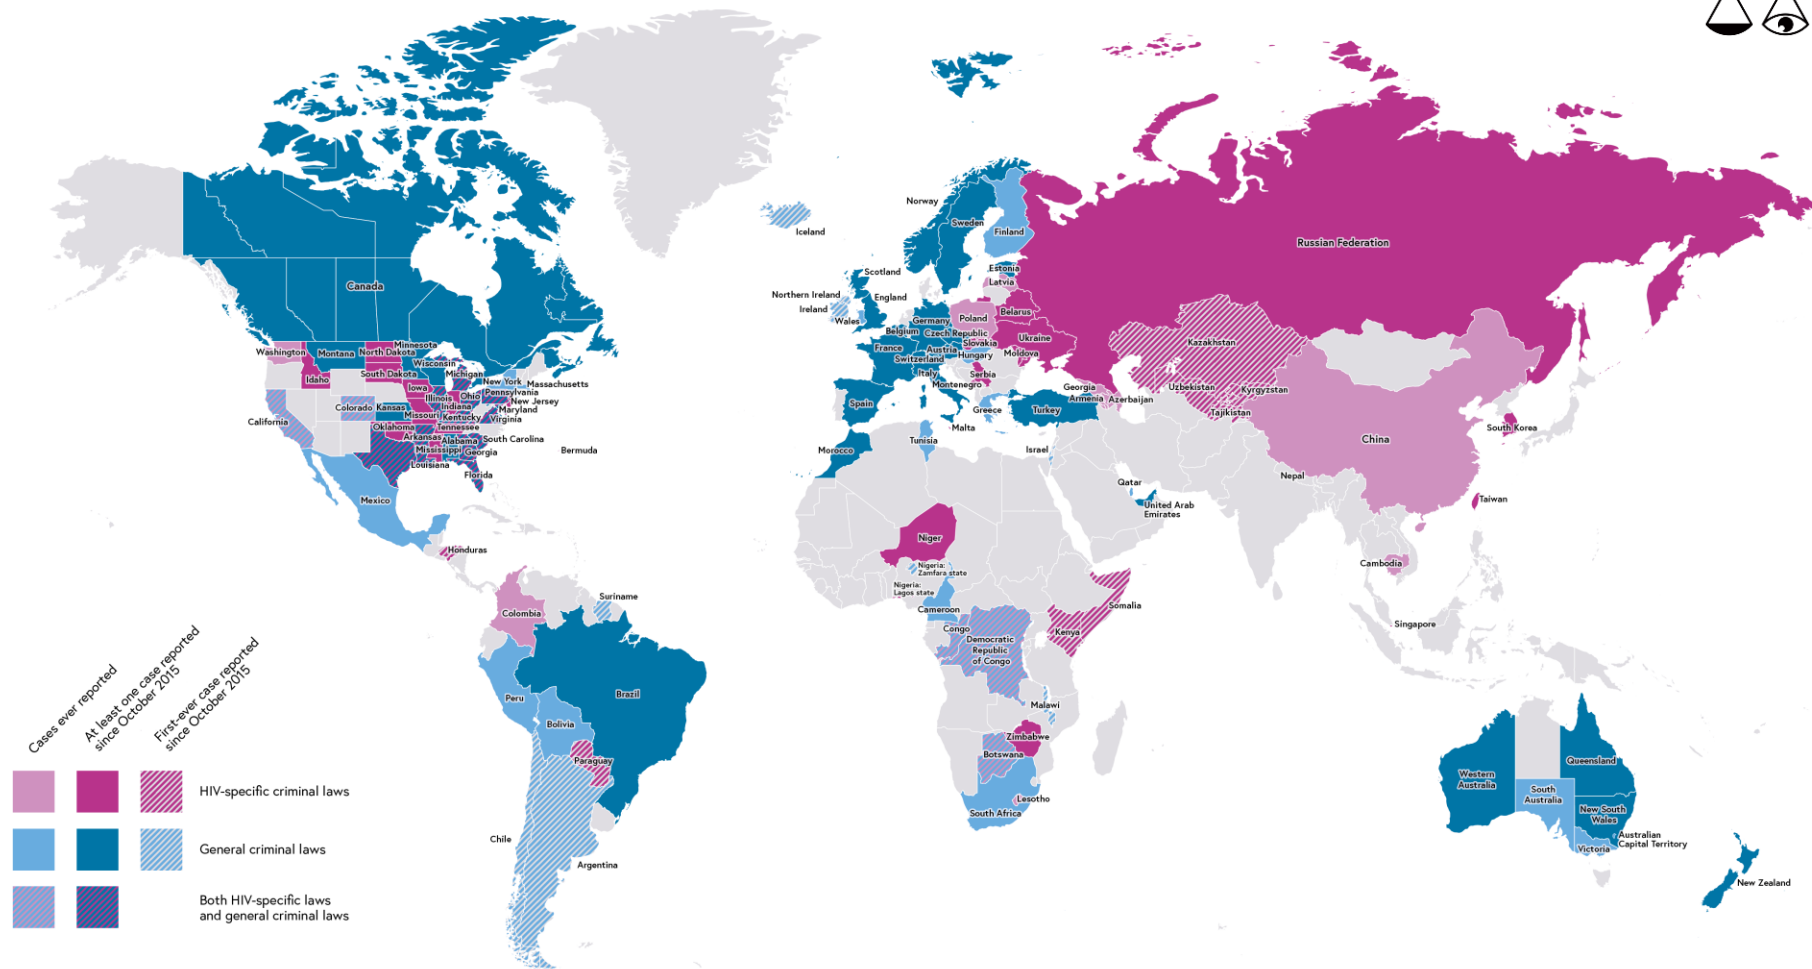 Norway
Sweden
Finland
Iceland
Russian Federation
Estonia
Latvia
Scotland
Northern Ireland
England
Ireland
Wales
Belarus
Poland
Germany
Belgium
Czech Republic
Ukraine
Slovakia
France
Austria
Hungary
Moldova
Switzerland
Italy
Serbia
Montenegro
Spain
Greece
Turkey
Malta
Georgia
Armenia
Azerbaijan
Kazakhstan
Uzbekistan
Kyrgyzstan
Tajikistan
China
South Korea
Taiwan
Nepal
Cambodia
Singapore
Canada
Washington
Montana
North Dakota
Minnesota
Wisconsin
Michigan
Idaho
South Dakota
Iowa
New York
Massachusetts
Pennsylvania
Illinois
Ohio
New Jersey
Indiana
Maryland
Colorado
Kansas
Missouri
Kentucky
Virginia
California
Oklahoma
Tennessee
Arkansas
Alabama
South Carolina
Mississippi
Georgia
Louisiana
Florida
Bermuda
Mexico
Honduras
Colombia
Suriname
Peru
Brazil
Bolivia
Paraguay
Chile
Argentina
Morocco
Tunisia
Israel
Qatar
United Arab
Emirates
Niger
Nigeria:
Zamfara state
Nigeria:
Lagos state
Cameroon
Congo
Democratic
Republic
of Congo
Somalia
Kenya
Malawi
Zimbabwe
Botswana
Lesotho
South Africa
Western
Australia
Queensland
South
Australia
New South
Wales
Australian
Capital Territory
Victoria
New Zealand
Cases ever reported
At least one case reported
since October 2015
First-ever case reported
since October 2015
HIV-specific criminal laws
General criminal laws
Both HIV-specific laws
and general criminal laws